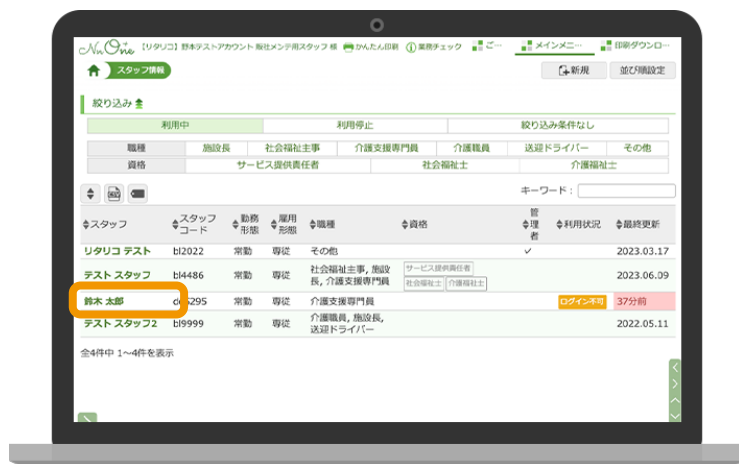 NuOne 【リタリコ】野本テストアカウント 販社メンテ用スタッフ 様 かんたん印刷 業務チェック ご… メインメニ… 印刷ダウンロ…
スタッフ情報 新規 並び順設定
絞り込み
利用中 利用停止 絞り込み条件なし
職種 施設長 社会福祉主事 介護支援専門員 介護職員 送迎ドライバー その他
資格 サービス提供責任者 社会福祉士 介護福祉士
キーワード：
スタッフ スタッフコード 勤務形態 雇用形態 職種 資格 管理者 利用状況 最終更新
リタリコ テスト bl2022 常勤 専従 その他 ✓ 2023.03.17
テスト スタッフ bl4486 常勤 専従 社会福祉主事, 施設長, 介護支援専門員 サービス提供責任者 社会福祉士 介護福祉士 2023.06.09
鈴木 太郎 5295 常勤 専従 介護支援専門員 ログイン不可 37分前
テスト スタッフ2 bl9999 常勤 専従 介護職員, 施設長, 送迎ドライバー 2022.05.11
全4件中 1〜4件を表示